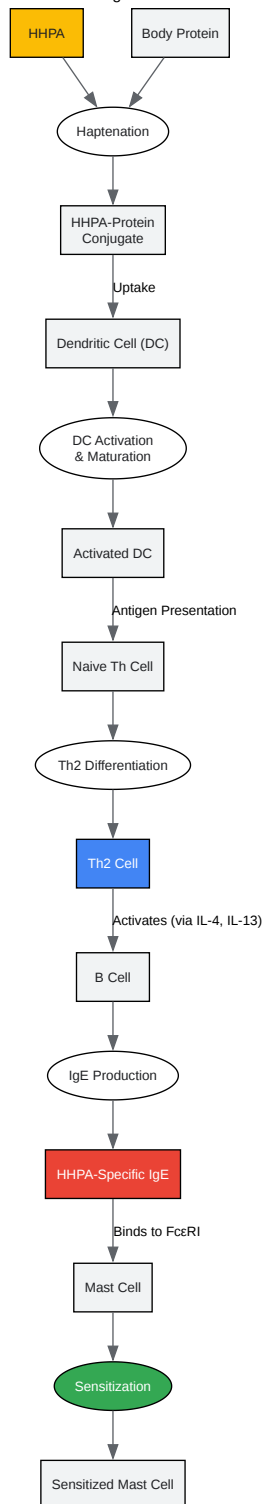 HHPA
Body Protein
Haptenation
HHPA-Protein
Conjugate
Uptake
Dendritic Cell (DC)
DC Activation
& Maturation
Activated DC
Antigen Presentation
Naive Th Cell
Th2 Differentiation
Th2 Cell
Activates (via IL-4, IL-13)
B Cell
IgE Production
HHPA-Specific IgE
Binds to FcεRI
Mast Cell
Sensitization
Sensitized Mast Cell